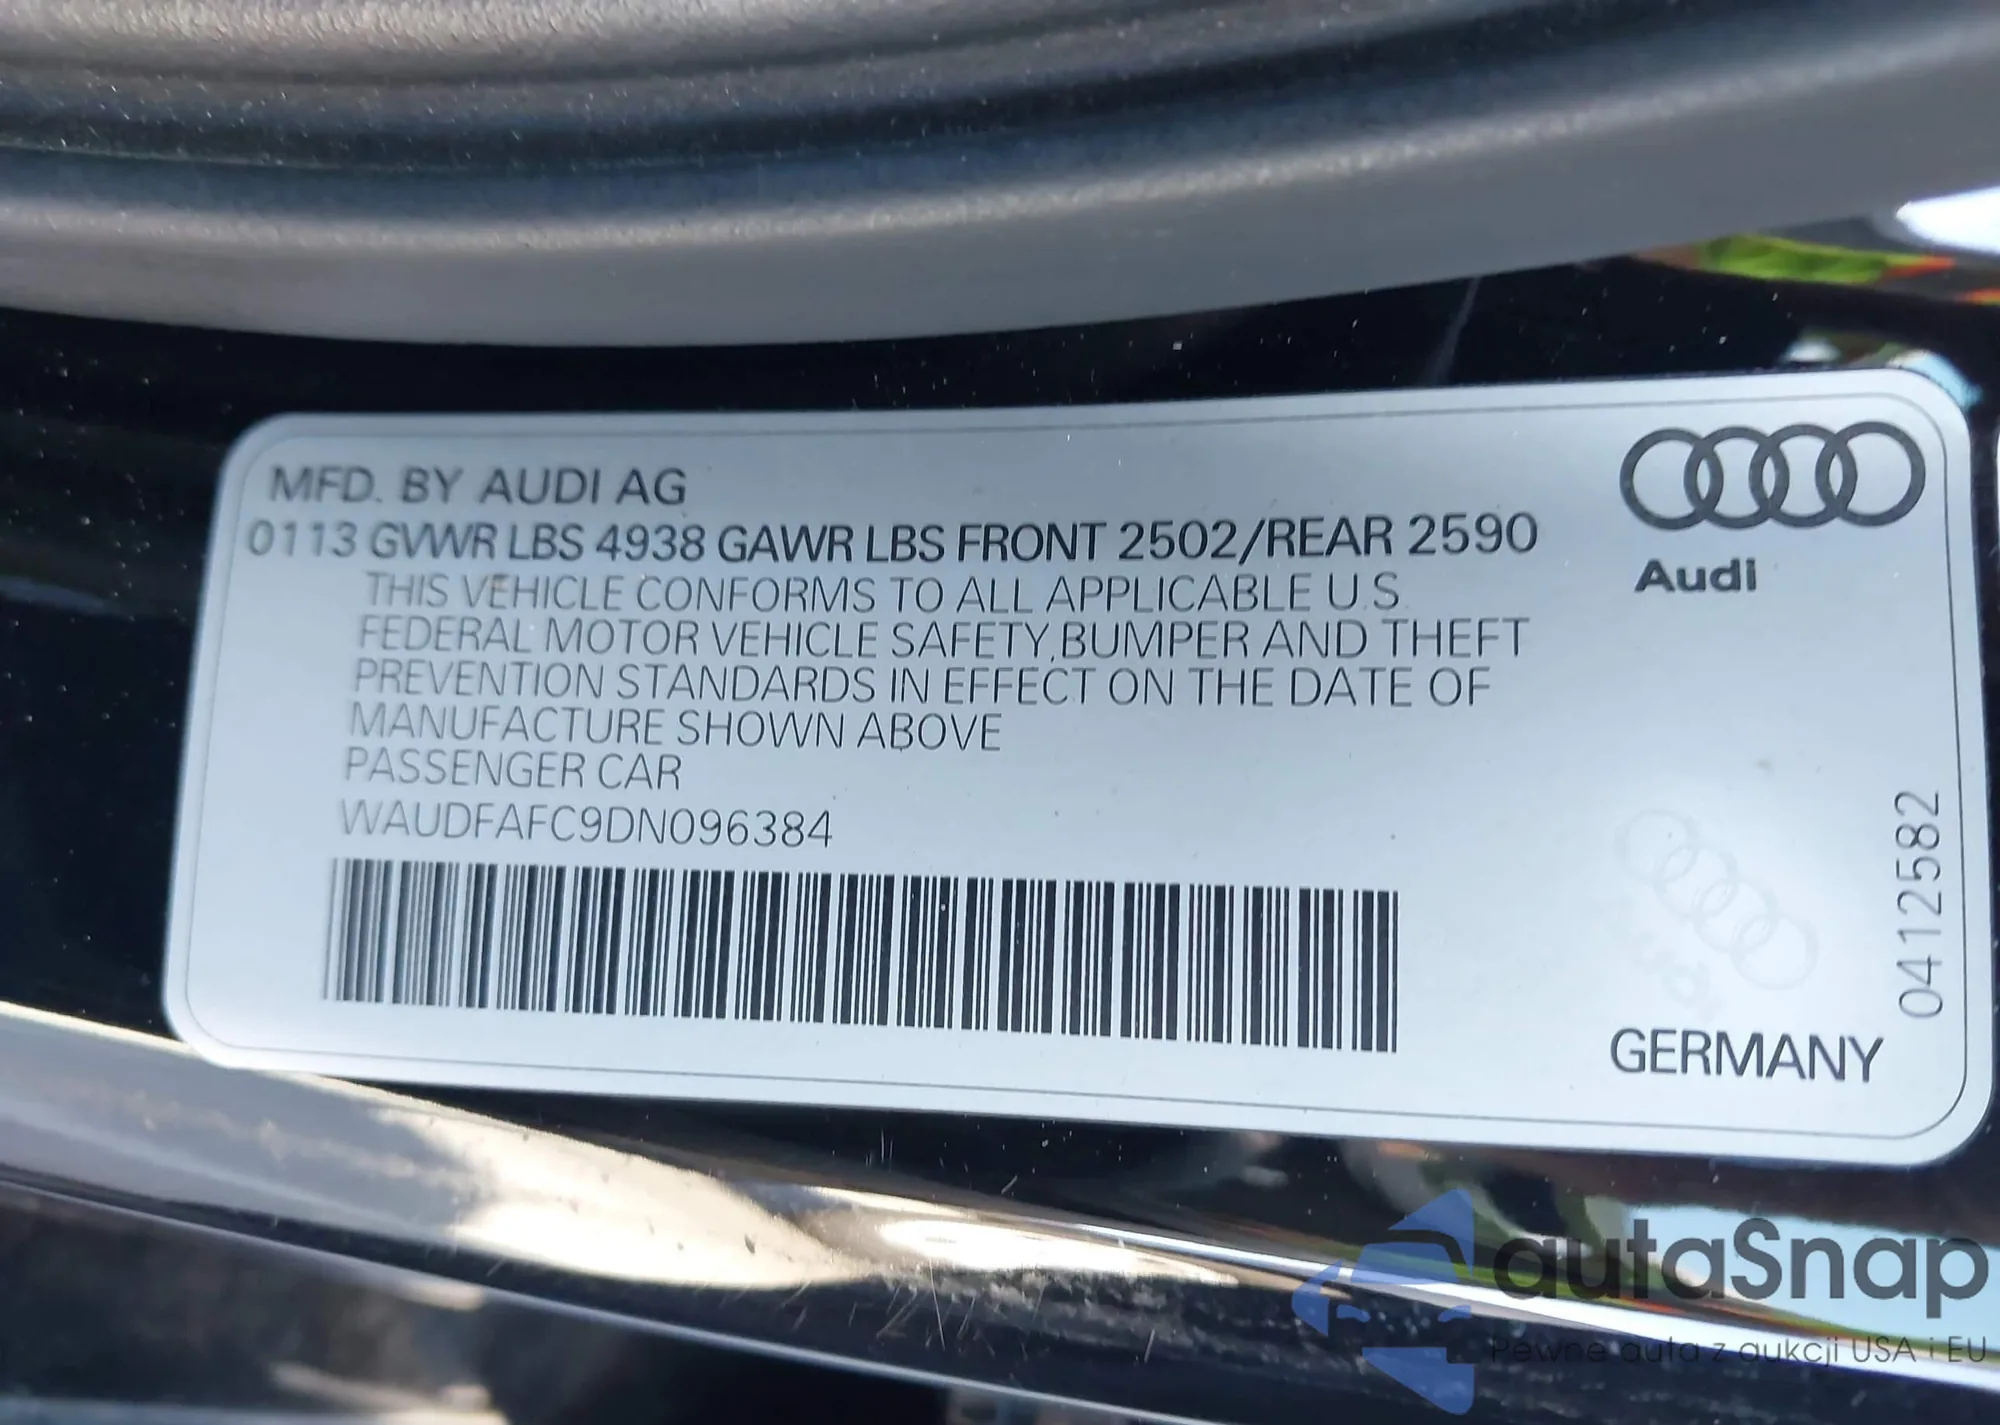 MFD. BY AUDI AG
0113 GVWR LBS 4938 GAWR LBS FRONT 2502/REAR 2590
THIS VEHICLE CONFORMS TO ALL APPLICABLE U.S.
FEDERAL MOTOR VEHICLE SAFETY,BUMPER AND THEFT
PREVENTION STANDARDS IN EFFECT ON THE DATE OF
MANUFACTURE SHOWN ABOVE
PASSENGER CAR
WAUDFAFC9DN096384
Audi
0412582
GERMANY
autaSnap
Pewne auta z aukcji USA i EU